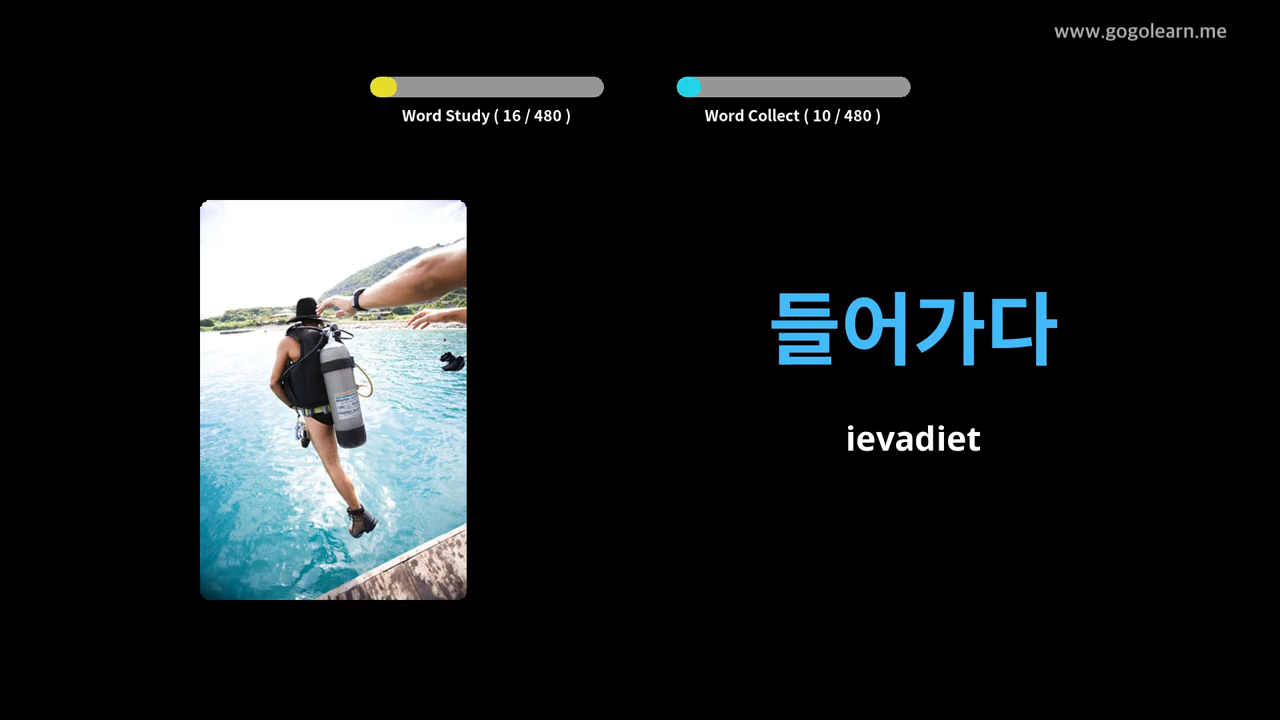 www.gogolearn.me
Word Study ( 16 / 480 )
Word Collect ( 10 / 480 )
들어가다
ievadiet